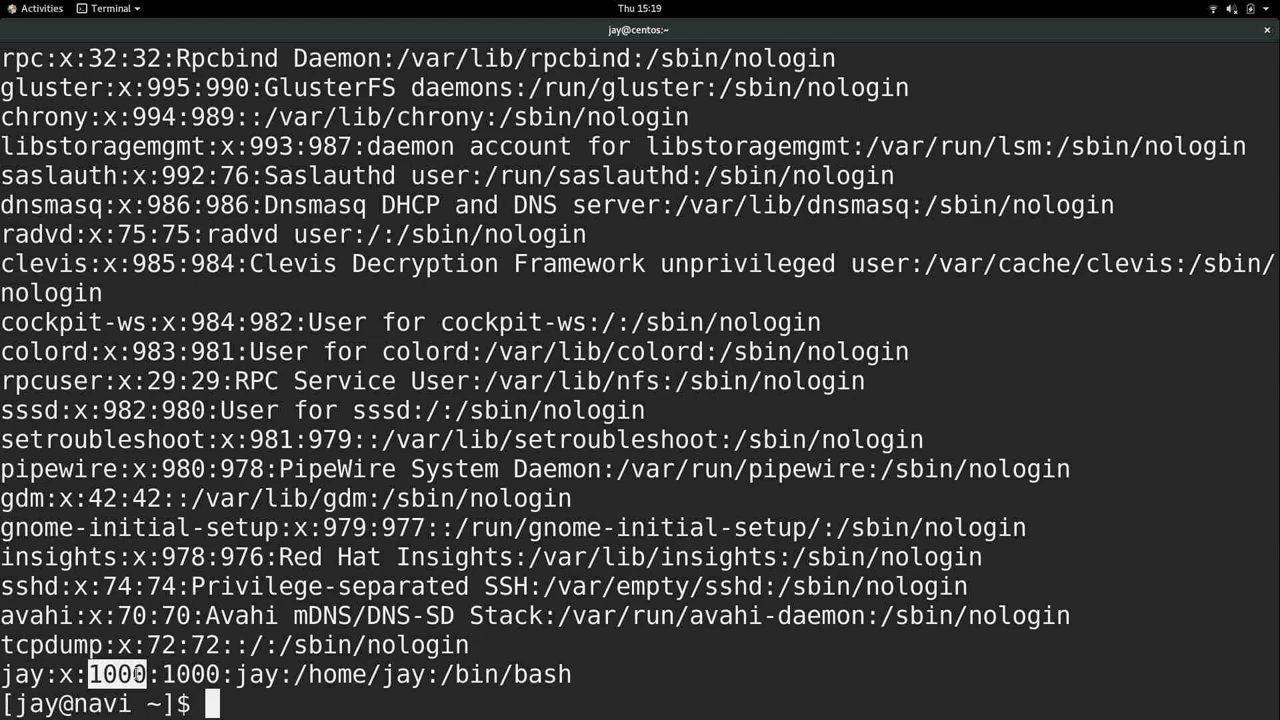 Activities Terminal Thu 15:19
jay@centos:~ ×
rpc:x:32:32:Rpcbind Daemon:/var/lib/rpcbind:/sbin/nologin
gluster:x:995:990:GlusterFS daemons:/run/gluster:/sbin/nologin
chrony:x:994:989::/var/lib/chrony:/sbin/nologin
libstoragemgmt:x:993:987:daemon account for libstoragemgmt:/var/run/lsm:/sbin/nologin
saslauth:x:992:76:Saslauthd user:/run/saslauthd:/sbin/nologin
dnsmasq:x:986:986:Dnsmasq DHCP and DNS server:/var/lib/dnsmasq:/sbin/nologin
radvd:x:75:75:radvd user:/:/sbin/nologin
clevis:x:985:984:Clevis Decryption Framework unprivileged user:/var/cache/clevis:/sbin/
nologin
cockpit-ws:x:984:982:User for cockpit-ws:/:/sbin/nologin
colord:x:983:981:User for colord:/var/lib/colord:/sbin/nologin
rpcuser:x:29:29:RPC Service User:/var/lib/nfs:/sbin/nologin
sssd:x:982:980:User for sssd:/:/sbin/nologin
setroubleshoot:x:981:979::/var/lib/setroubleshoot:/sbin/nologin
pipewire:x:980:978:PipeWire System Daemon:/var/run/pipewire:/sbin/nologin
gdm:x:42:42::/var/lib/gdm:/sbin/nologin
gnome-initial-setup:x:979:977::/run/gnome-initial-setup/:/sbin/nologin
insights:x:978:976:Red Hat Insights:/var/lib/insights:/sbin/nologin
sshd:x:74:74:Privilege-separated SSH:/var/empty/sshd:/sbin/nologin
avahi:x:70:70:Avahi mDNS/DNS-SD Stack:/var/run/avahi-daemon:/sbin/nologin
tcpdump:x:72:72::/:/sbin/nologin
jay:x:1000:1000:jay:/home/jay:/bin/bash
[jay@navi ~]$